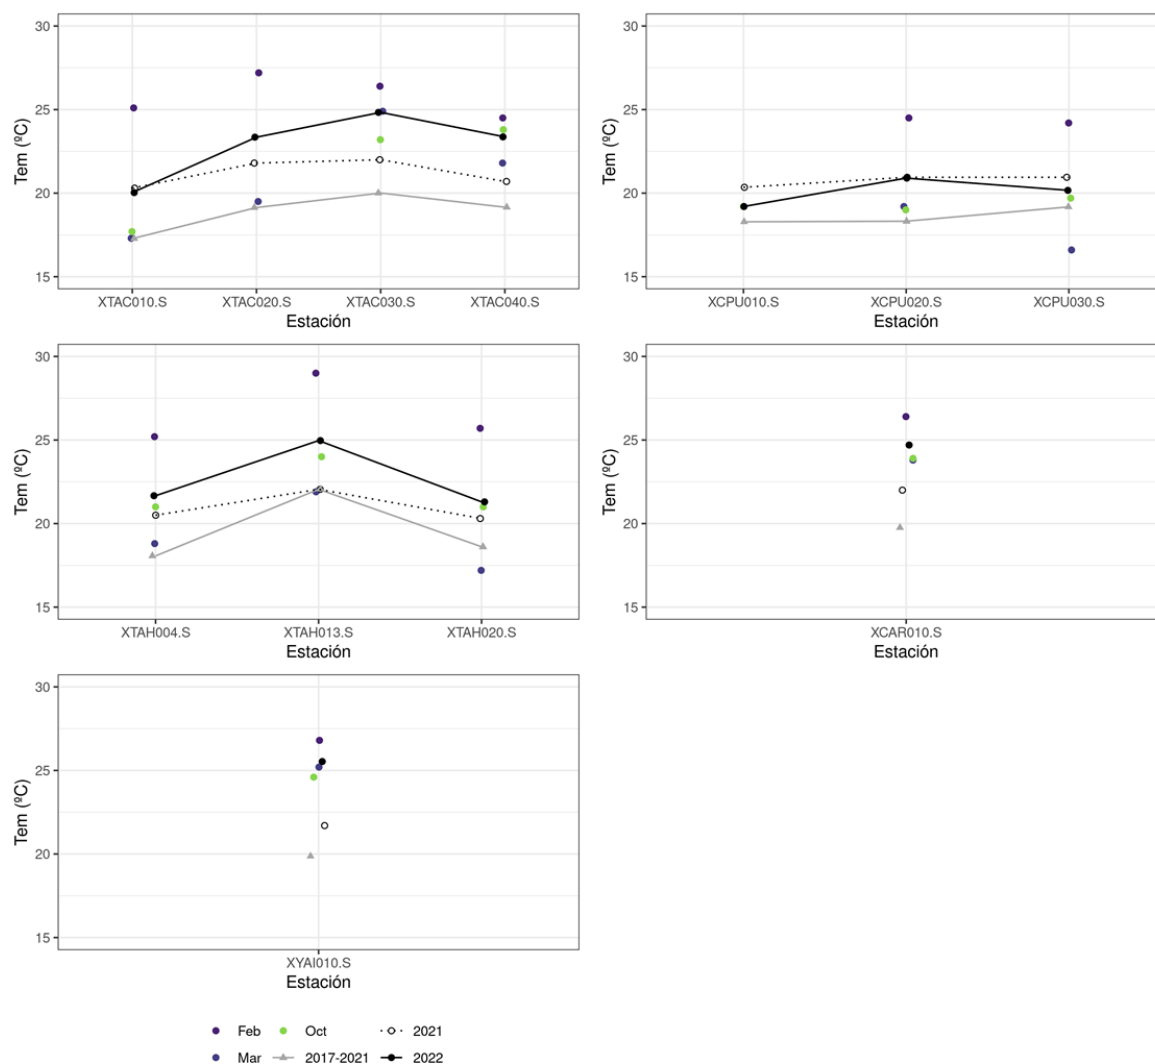 30
25
20
15
Tem (ºC)
XTAC010.S XTAC020.S XTAC030.S XTAC040.S
Estación
30
25
20
15
Tem (ºC)
XCPU010.S XCPU020.S XCPU030.S
Estación
30
25
20
15
Tem (ºC)
XTAH004.S XTAH013.S XTAH020.S
Estación
30
25
20
15
Tem (ºC)
XCAR010.S
Estación
30
25
20
15
Tem (ºC)
XYAI010.S
Estación
Feb Oct 2021
Mar 2017-2021 2022